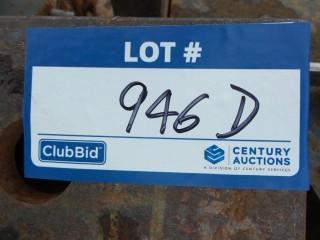 LOT #
946 D
ClubBid
CENTURY
AUCTIONS
A DIVISION OF CENTURY SERVICES